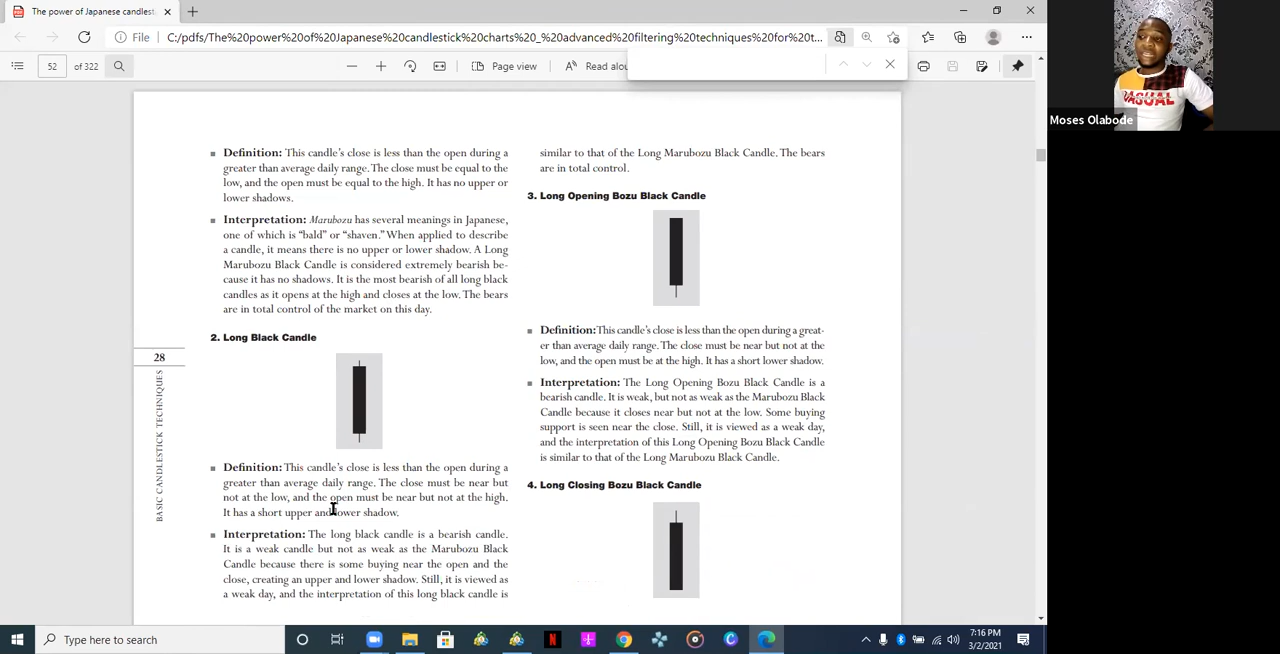 The power of Japanese candlest
File
C:/pdfs/The%20power%20of%20Japanese%20candlestick%20charts%20_%20advanced%20filtering%20techniques%20for%20t...
52 of 322
Page view
Read alou
Moses Olabode
Definition: This candle's close is less than the open during a
greater than average daily range. The close must be equal to the
low, and the open must be equal to the high. It has no upper or
lower shadows.
Interpretation: Marubozu has several meanings in Japanese,
one of which is “bald” or “shaven.” When applied to describe
a candle, it means there is no upper or lower shadow. A Long
Marubozu Black Candle is considered extremely bearish be-
cause it has no shadows. It is the most bearish of all long black
candles as it opens at the high and closes at the low. The bears
are in total control of the market on this day.
2. Long Black Candle
28
BASIC CANDLESTICK TECHNIQUES
Definition: This candle's close is less than the open during a
greater than average daily range. The close must be near but
not at the low, and the open must be near but not at the high.
It has a short upper and lower shadow.
Interpretation: The long black candle is a bearish candle.
It is a weak candle but not as weak as the Marubozu Black
Candle because there is some buying near the open and the
close, creating an upper and lower shadow. Still, it is viewed as
a weak day, and the interpretation of this long black candle is
similar to that of the Long Marubozu Black Candle. The bears
are in total control.
3. Long Opening Bozu Black Candle
Definition: This candle's close is less than the open during a great-
er than average daily range. The close must be near but not at the
low, and the open must be at the high. It has a short lower shadow.
Interpretation: The Long Opening Bozu Black Candle is a
bearish candle. It is weak, but not as weak as the Marubozu Black
Candle because it closes near but not at the low. Some buying
support is seen near the close. Still, it is viewed as a weak day,
and the interpretation of this Long Opening Bozu Black Candle
is similar to that of the Long Marubozu Black Candle.
4. Long Closing Bozu Black Candle
Type here to search
7:16 PM
3/2/2021